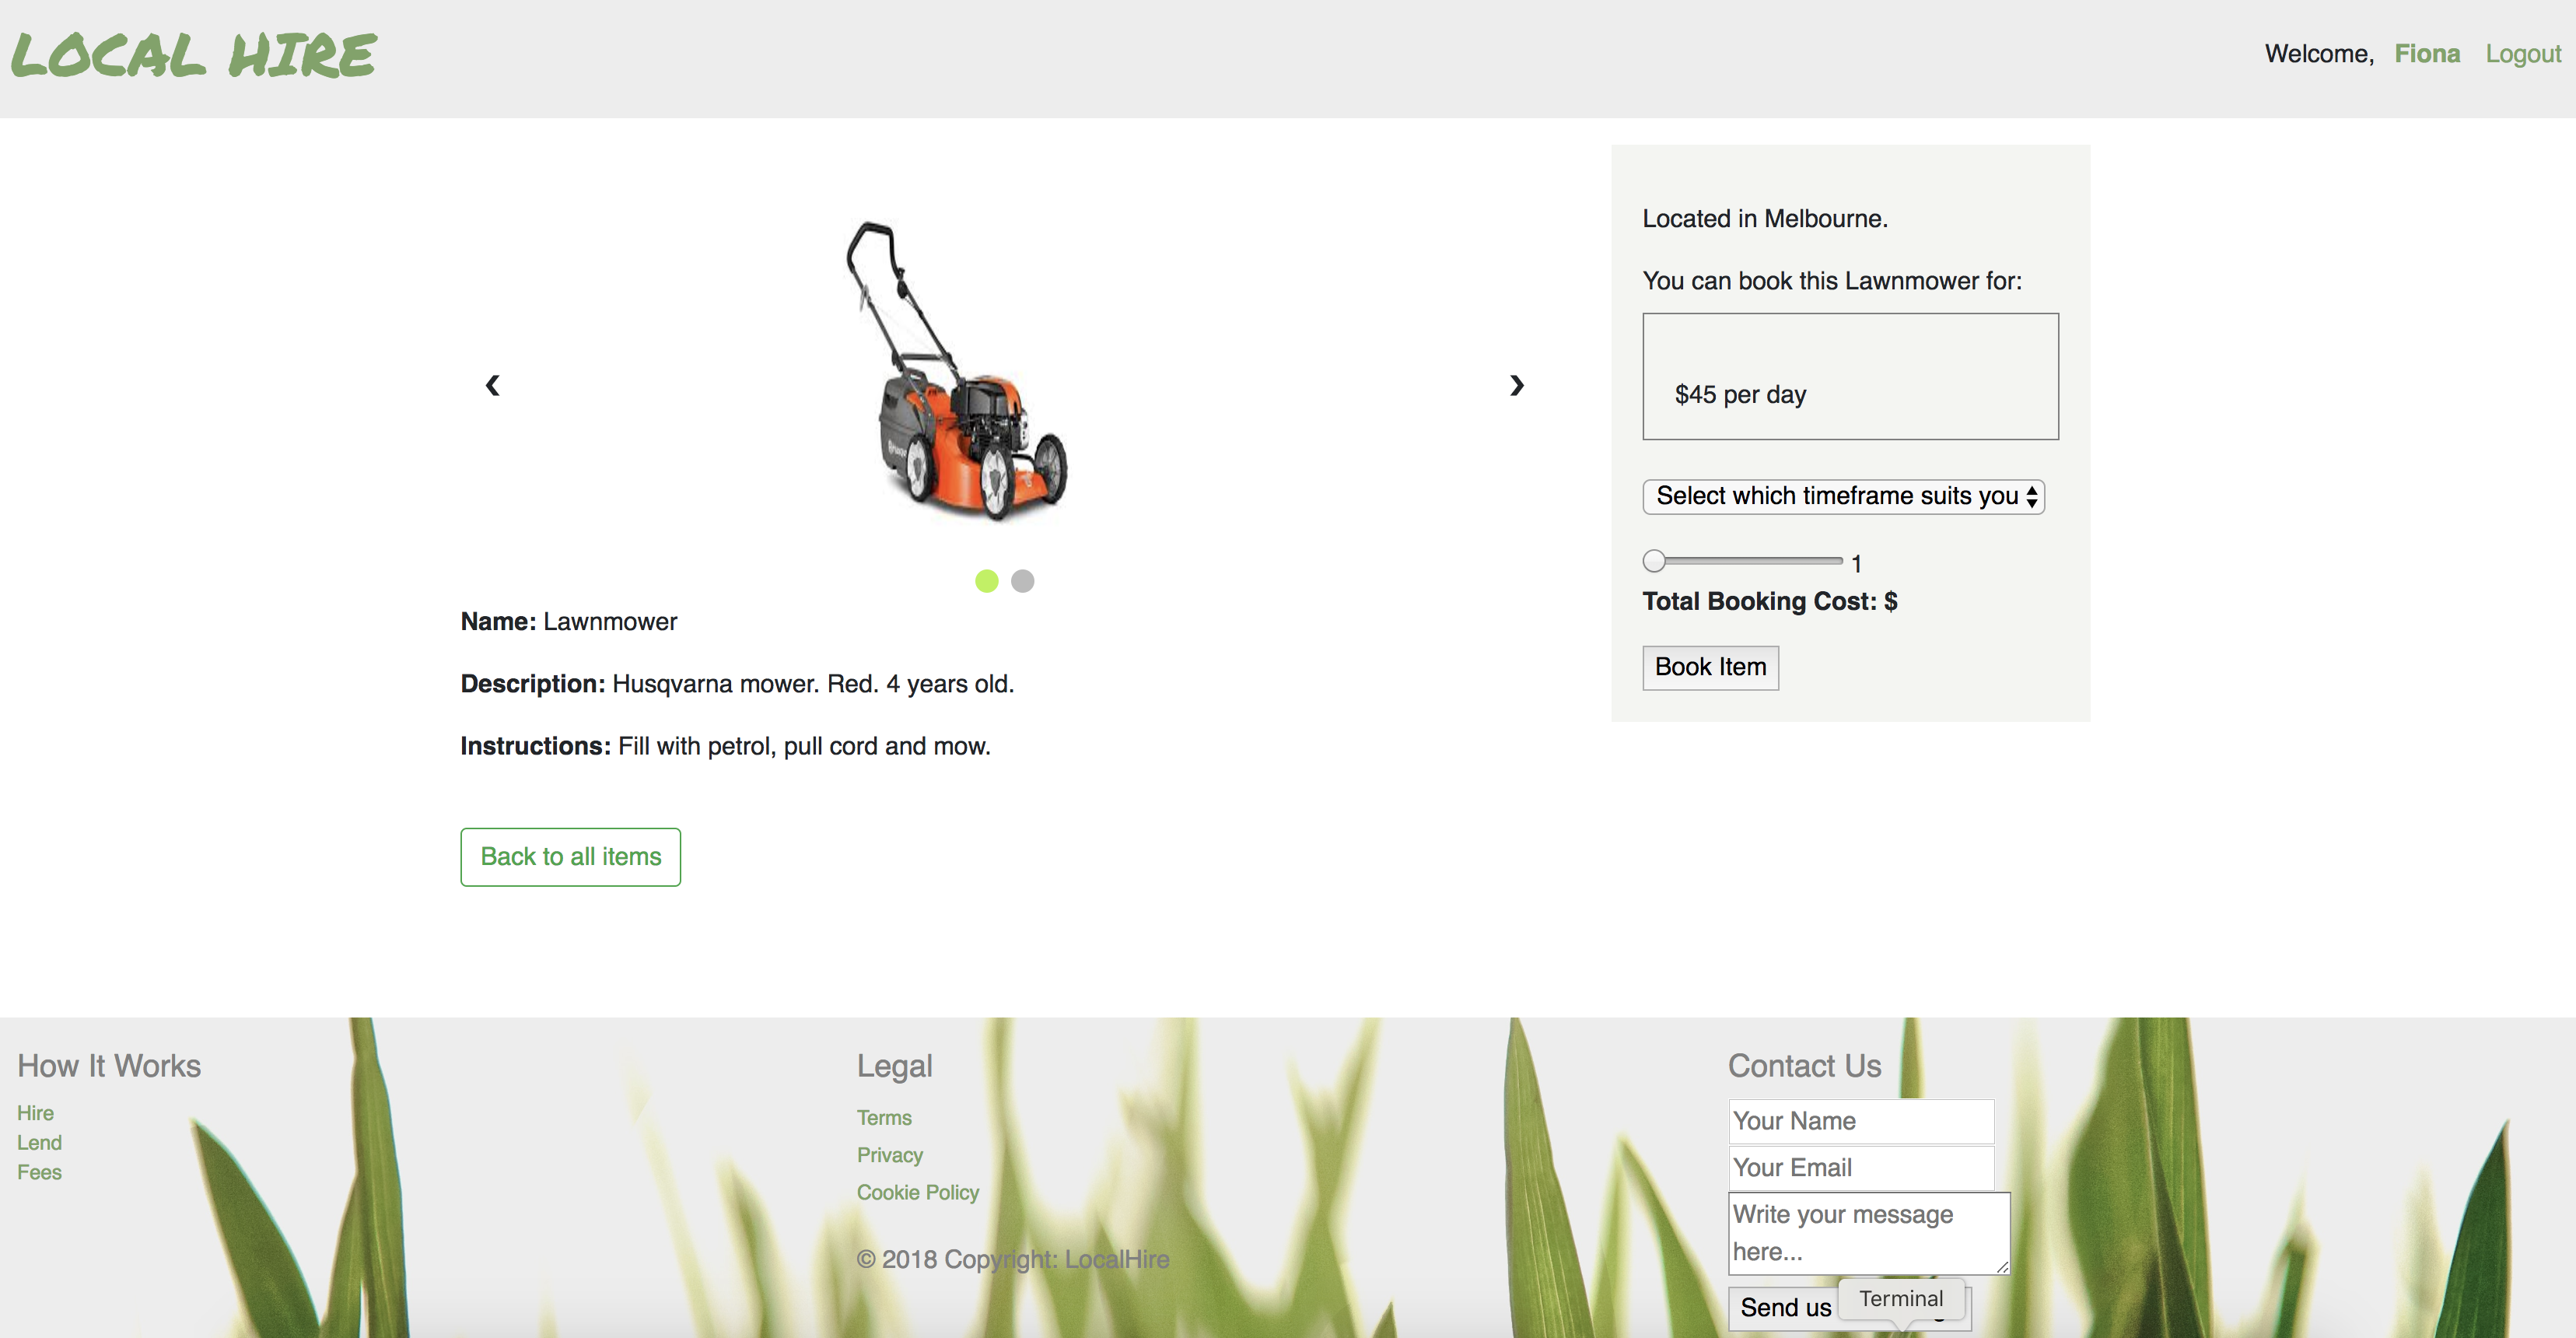 LOCAL HIRE
Welcome, Fiona Logout
Located in Melbourne.
You can book this Lawnmower for:
$45 per day
Select which timeframe suits you
1
Total Booking Cost: $
Book Item
Name: Lawnmower
Description: Husqvarna mower. Red. 4 years old.
Instructions: Fill with petrol, pull cord and mow.
Back to all items
How It Works
Hire
Lend
Fees
Legal
Terms
Privacy
Cookie Policy
© 2018 Copyright: LocalHire
Contact Us
Your Name
Your Email
Write your message
here...
Send us
Terminal